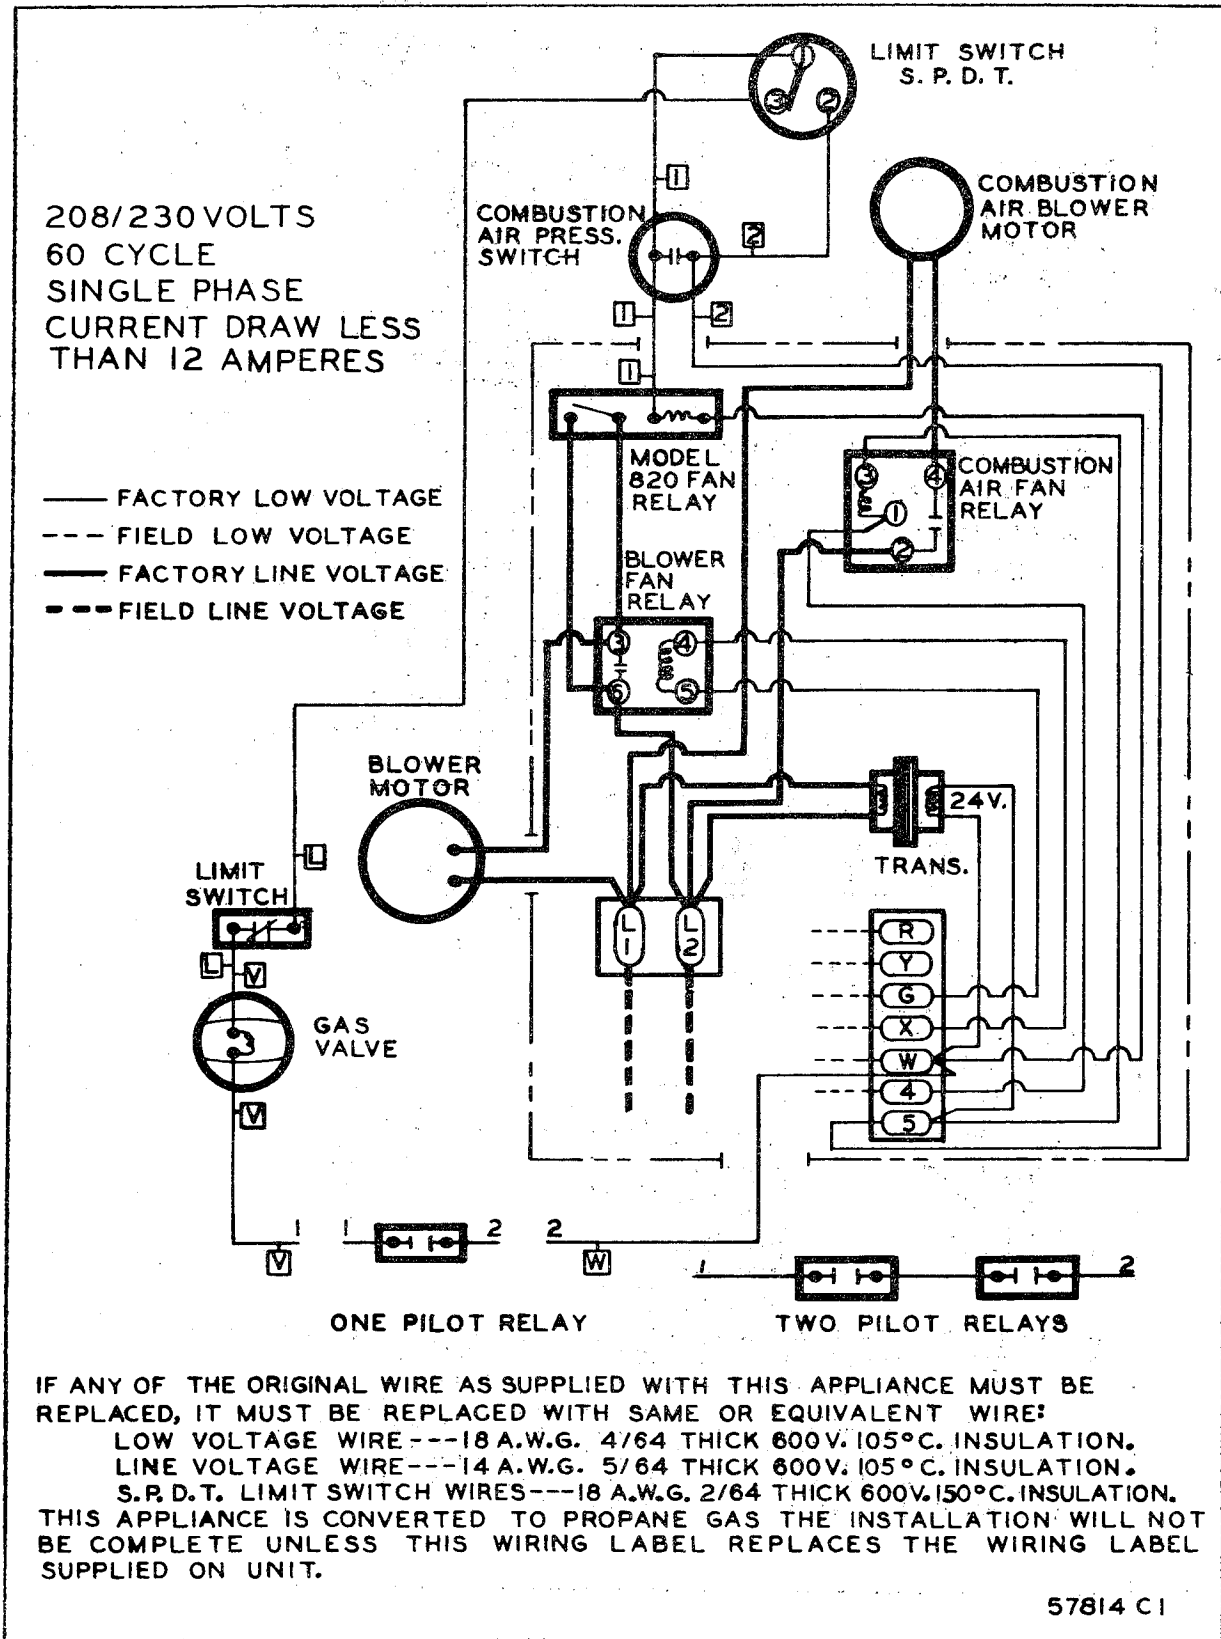 LIMIT SWITCH
S. P. D. T.
1
3
2
1
COMBUSTION
AIR PRESS.
SWITCH
2
COMBUSTION
AIR BLOWER
MOTOR
208/230 VOLTS
60 CYCLE
SINGLE PHASE
CURRENT DRAW LESS
THAN 12 AMPERES
1
2
1
MODEL
820 FAN
RELAY
3
4
1
2
COMBUSTION
AIR FAN
RELAY
FACTORY LOW VOLTAGE
FIELD LOW VOLTAGE
FACTORY LINE VOLTAGE
FIELD LINE VOLTAGE
BLOWER
FAN
RELAY
3
4
6
5
BLOWER
MOTOR
24V.
TRANS.
L
LIMIT
SWITCH
L
V
L1
L2
R
Y
G
X
W
4
5
GAS
VALVE
V
1
1
2
2
V
W
1
2
ONE PILOT RELAY
TWO PILOT RELAYS
IF ANY OF THE ORIGINAL WIRE AS SUPPLIED WITH THIS APPLIANCE MUST BE
REPLACED, IT MUST BE REPLACED WITH SAME OR EQUIVALENT WIRE:
LOW VOLTAGE WIRE---18 A.W.G. 4/64 THICK 600V. 105°C. INSULATION.
LINE VOLTAGE WIRE---14 A.W.G. 5/64 THICK 600V. 105°C. INSULATION.
S.P.D.T. LIMIT SWITCH WIRES---18 A.W.G. 2/64 THICK 600V. 150°C. INSULATION.
THIS APPLIANCE IS CONVERTED TO PROPANE GAS THE INSTALLATION WILL NOT
BE COMPLETE UNLESS THIS WIRING LABEL REPLACES THE WIRING LABEL
SUPPLIED ON UNIT.
57814 C1